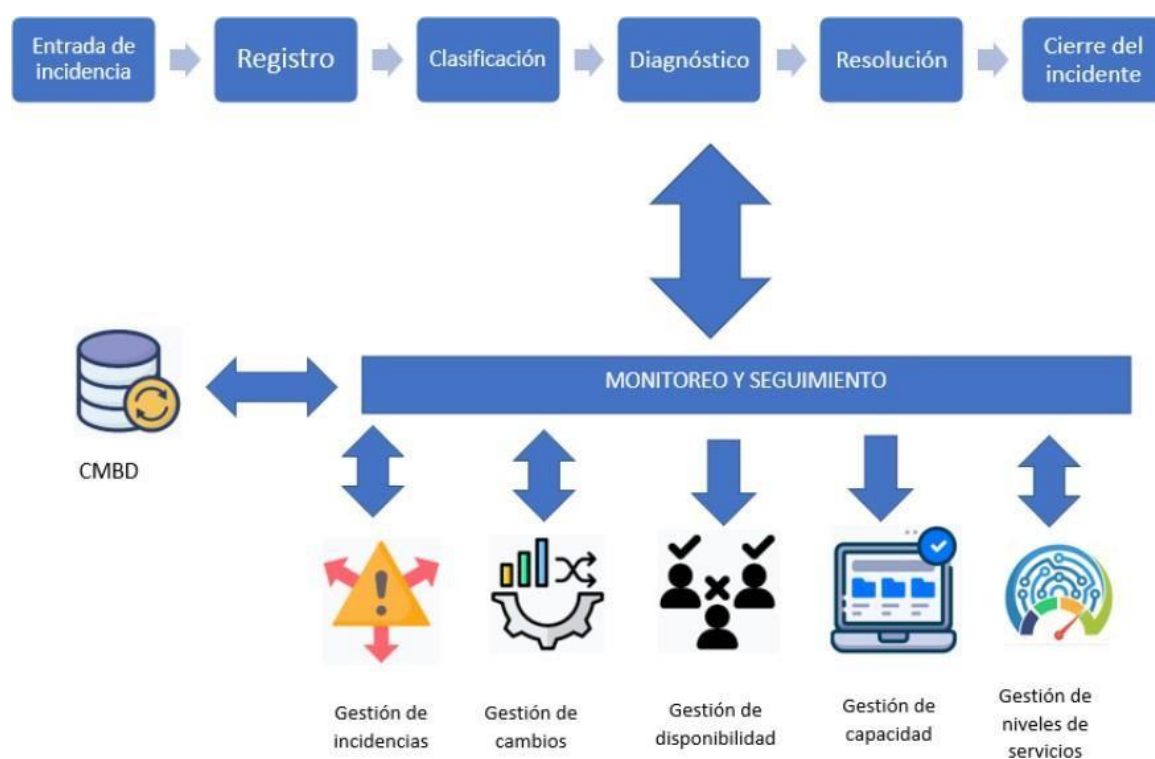 Entrada de
incidencia
Registro
Clasificación
Diagnóstico
Resolución
Cierre del
incidente
MONITOREO Y SEGUIMIENTO
CMBD
Gestión de
incidencias
Gestión de
cambios
Gestión de
disponibilidad
Gestión de
capacidad
Gestión de
niveles de
servicios